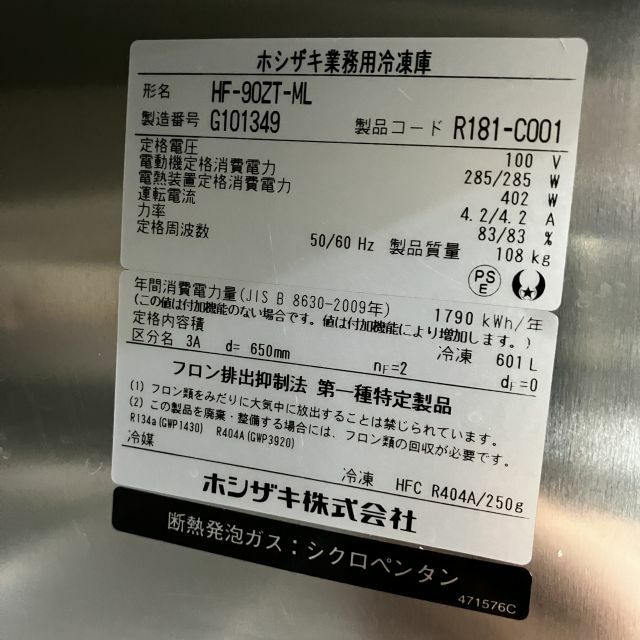 ホシザキ業務用冷凍庫
形名 HF-90ZT-ML
製造番号 G101349 製品コード R181-C001
定格電圧 100 V
電動機定格消費電力 285/285 W
電熱装置定格消費電力 402 W
運転電流 4.2/4.2 A
力率 83/83 %
定格周波数 50/60 Hz 製品質量 108 kg
PSE
年間消費電力量(JIS B 8630-2009年) 1790 kWh/年
(この値は付加機能のない場合です。値は付加機能により増加します。)
定格内容積 冷凍 601 L
区分名 3A d= 650mm nF=2 dF=0
フロン排出抑制法 第一種特定製品
(1) フロン類をみだりに大気中に放出することは禁じられています。
(2) この製品を廃棄・整備する場合には、フロン類の回収が必要です。
R134a(GWP1430) R404A(GWP3920)
冷媒 冷凍 HFC R404A/250g
ホシザキ株式会社
断熱発泡ガス:シクロペンタン
471576C